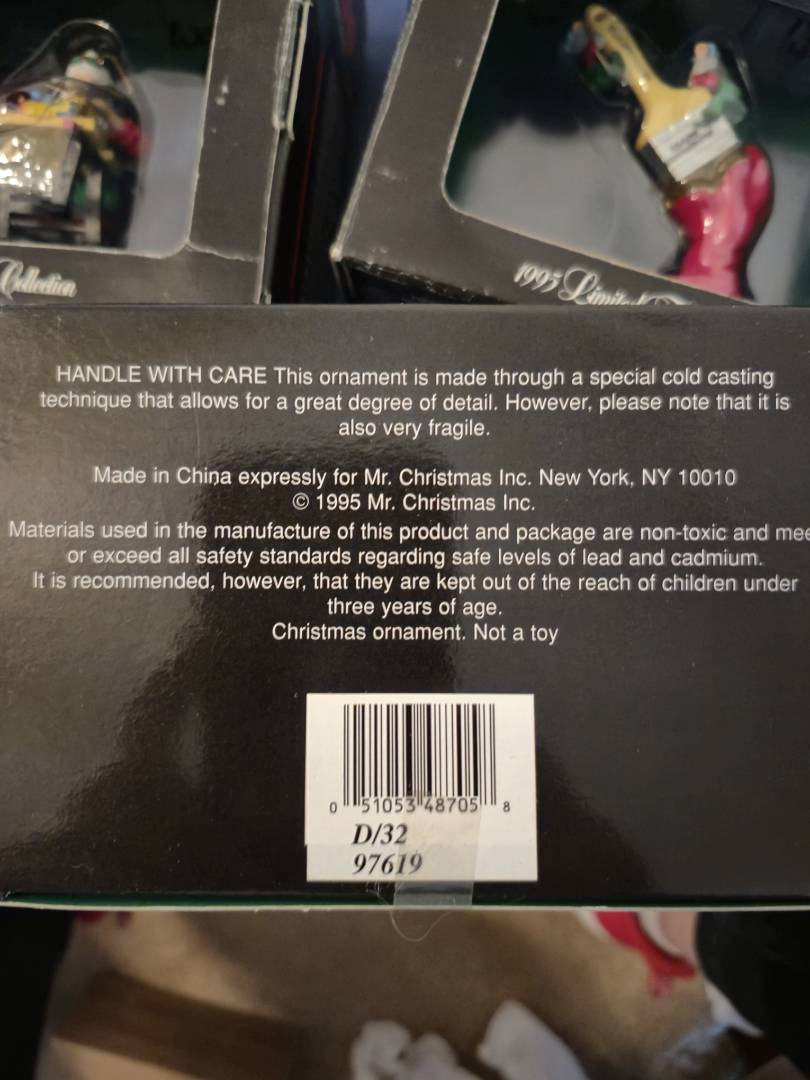 Collection
1995 Limited
HANDLE WITH CARE This ornament is made through a special cold casting
technique that allows for a great degree of detail. However, please note that it is
also very fragile.
Made in China expressly for Mr. Christmas Inc. New York, NY 10010
© 1995 Mr. Christmas Inc.
Materials used in the manufacture of this product and package are non-toxic and mee
or exceed all safety standards regarding safe levels of lead and cadmium.
It is recommended, however, that they are kept out of the reach of children under
three years of age.
Christmas ornament. Not a toy
0 51053 48705 8
D/32
97619